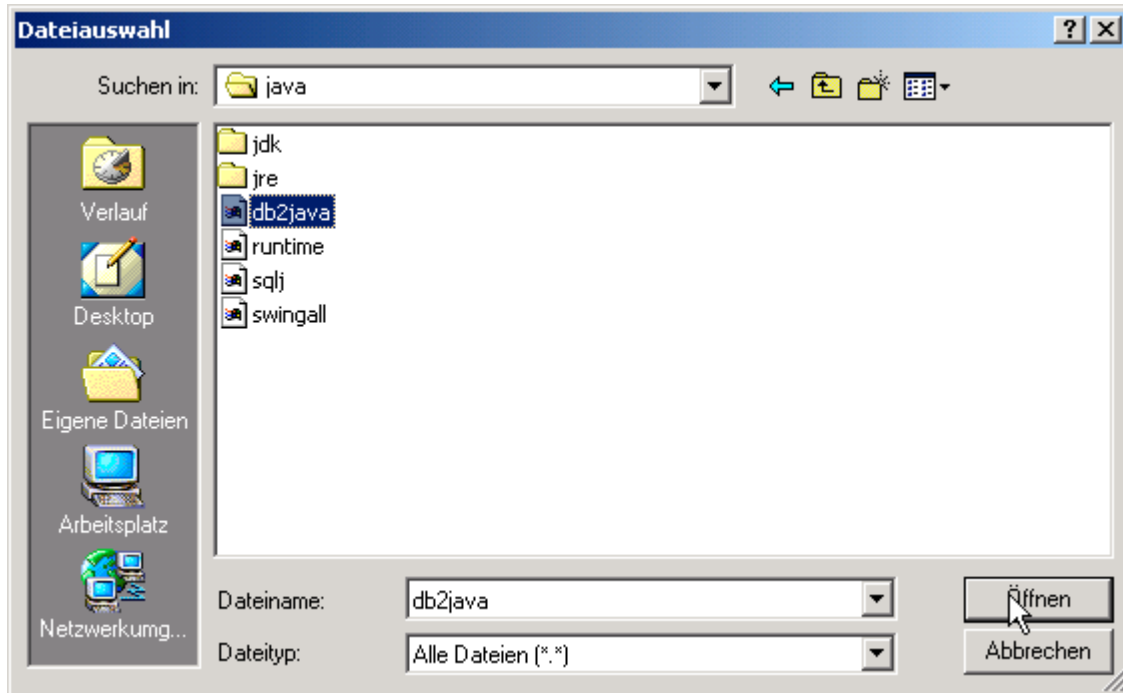 Dateiauswahl
Suchen in: java
jdk
jre
db2java
runtime
sqlj
swingall
Verlauf
Desktop
Eigene Dateien
Arbeitsplatz
Netzwerkumg...
Dateiname: db2java Öffnen
Dateityp: Alle Dateien (*.*) Abbrechen